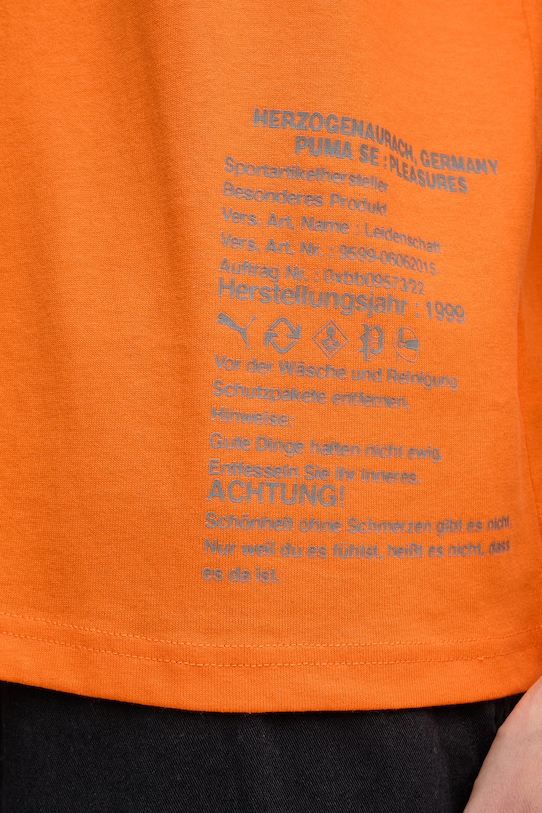 HERZOGENAURACH, GERMANY
PUMA SE : PLEASURES
Sportartikelhersteller
Besonderes Produkt
Vers. Art. Name : Leidenschaft
Vers. Art. Nr. : 9599-06062015
Auftrag Nr. : 0xbb09573/22
Herstellungsjahr : 1999
P
Vor der Wäsche und Reinigung
Schutzpakete entfernen.
Hinweise:
Gute Dinge halten nicht ewig.
Entfesseln Sie Ihr Inneres.
ACHTUNG!
Schönheit ohne Schmerzen gibt es nicht.
Nur weil du es fühlst, heißt es nicht, dass
es da ist.